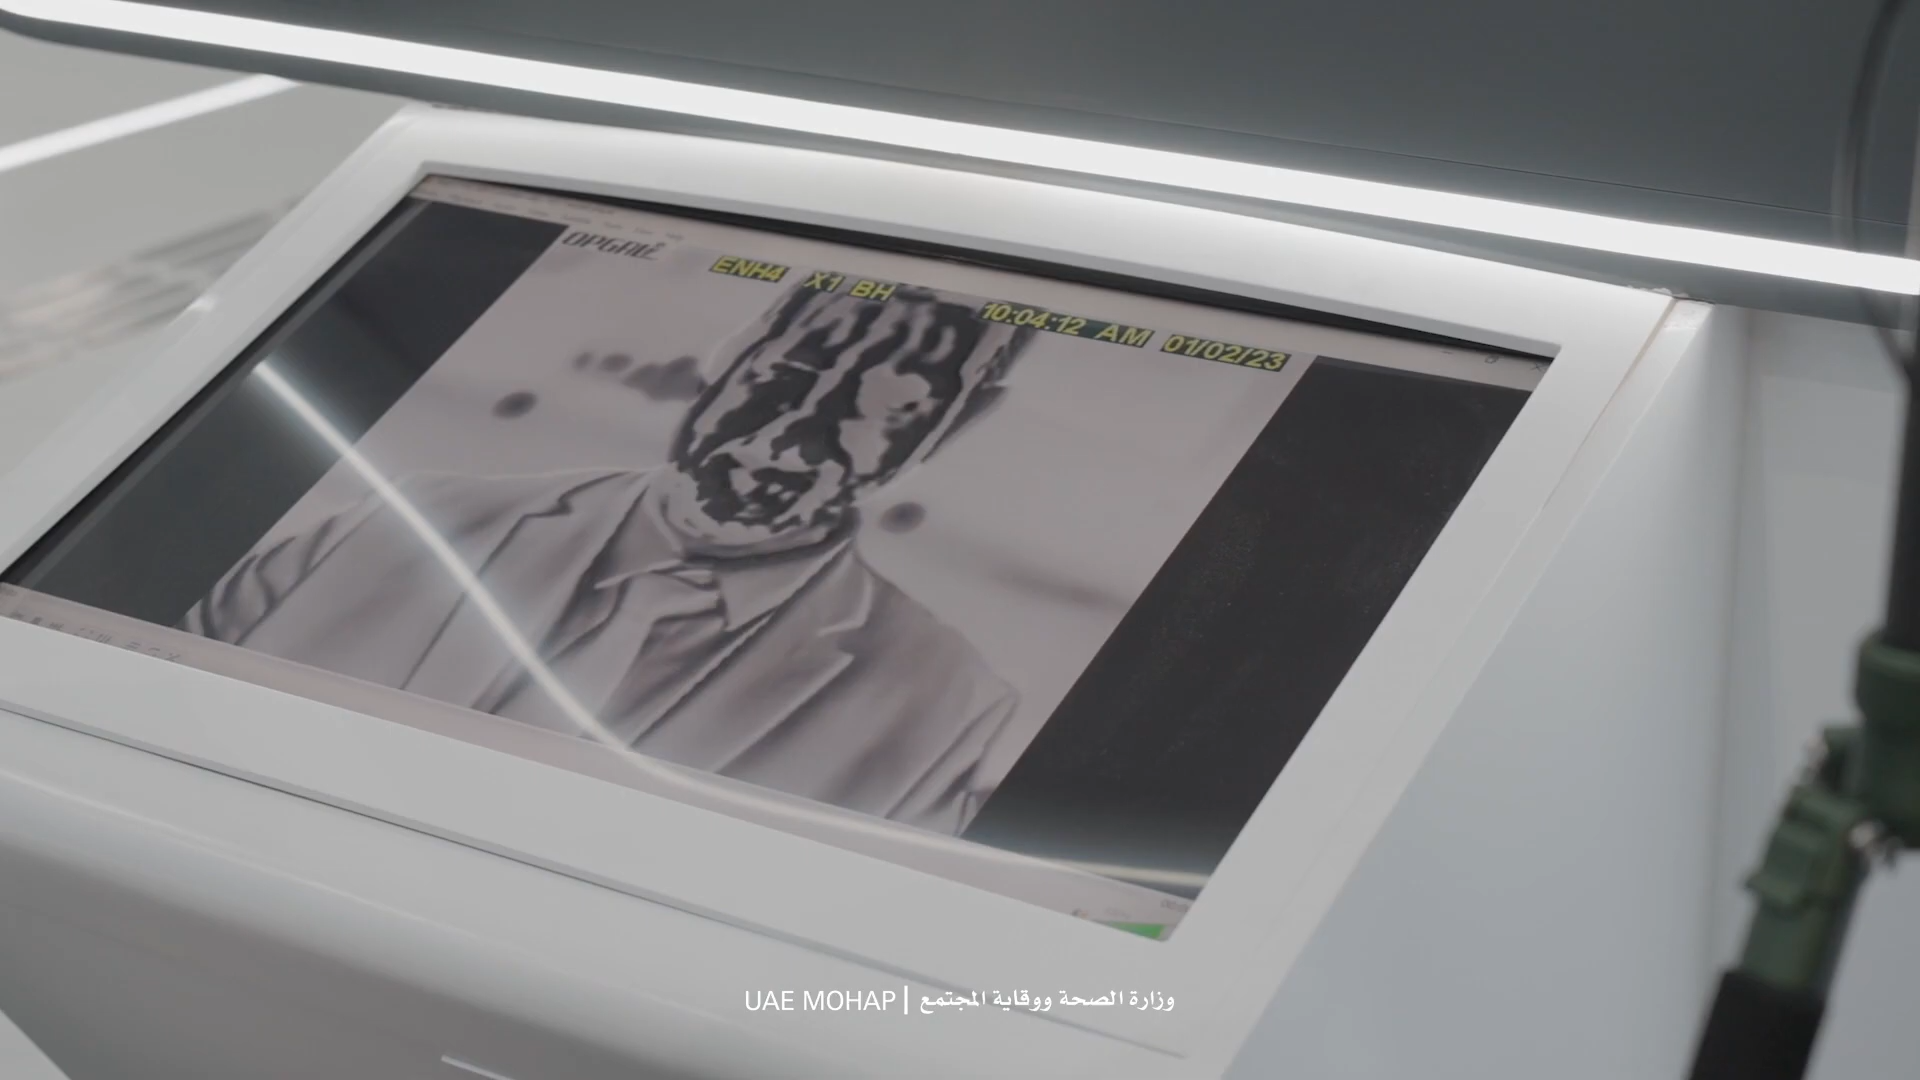 OPGAL
ENH4 X1 BH 10:04:12 AM 01/02/23
UAE MOHAP | وزارة الصحة ووقاية المجتمع